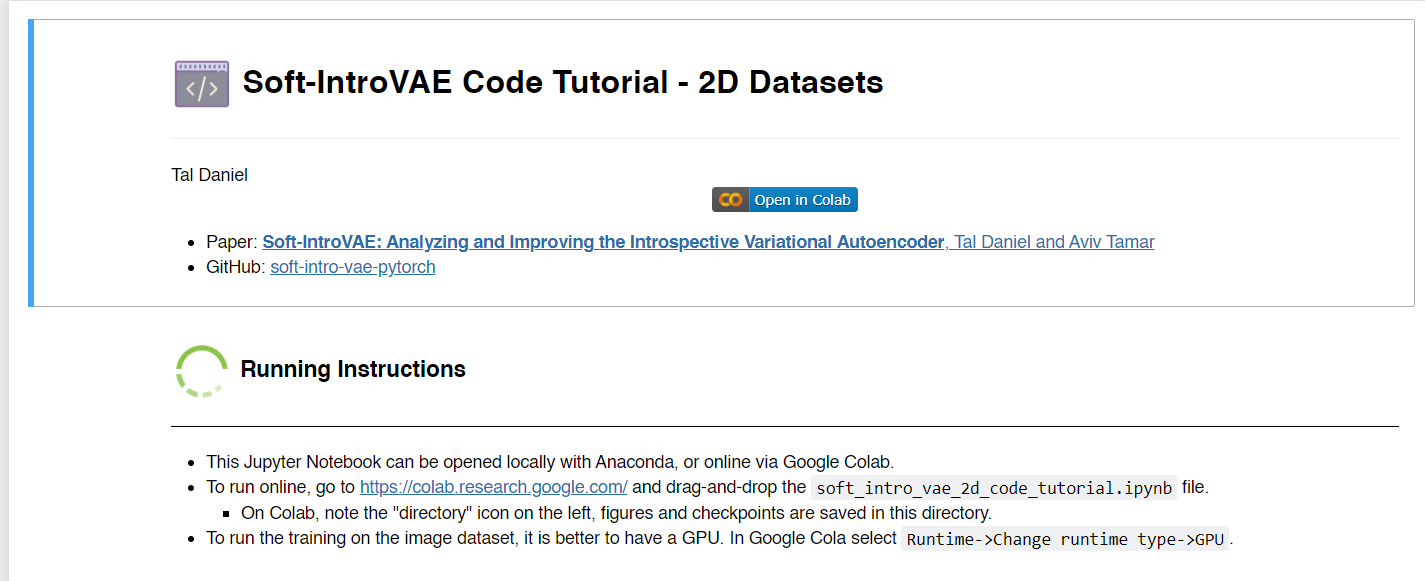 </> Soft-IntroVAE Code Tutorial - 2D Datasets
Tal Daniel
CO Open in Colab
• Paper: Soft-IntroVAE: Analyzing and Improving the Introspective Variational Autoencoder, Tal Daniel and Aviv Tamar
• GitHub: soft-intro-vae-pytorch
Running Instructions
• This Jupyter Notebook can be opened locally with Anaconda, or online via Google Colab.
• To run online, go to https://colab.research.google.com/ and drag-and-drop the soft_intro_vae_2d_code_tutorial.ipynb file.
▪ On Colab, note the "directory" icon on the left, figures and checkpoints are saved in this directory.
• To run the training on the image dataset, it is better to have a GPU. In Google Cola select Runtime->Change runtime type->GPU.